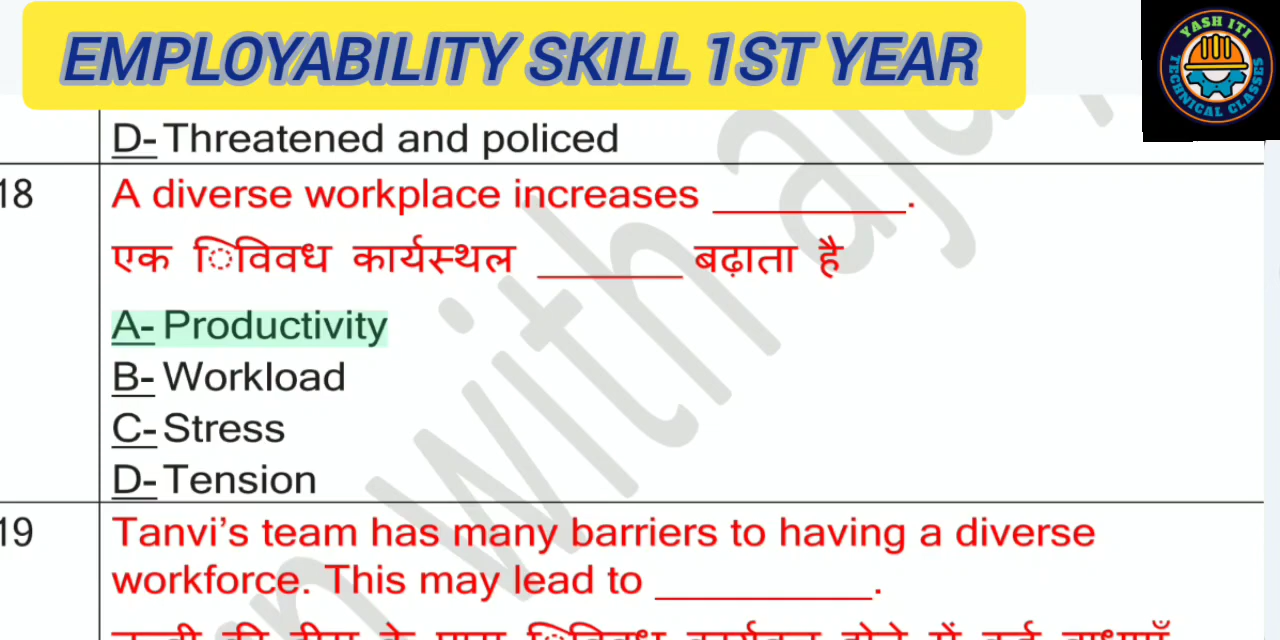 EMPLOYABILITY SKILL 1ST YEAR
YASH ITI
TECHNICAL CLASSES
D- Threatened and policed
18
A diverse workplace increases _________.
एक िविवध कार्यस्थल _______ बढ़ाता है
A- Productivity
B- Workload
C- Stress
D- Tension
19
Tanvi’s team has many barriers to having a diverse
workforce. This may lead to __________.